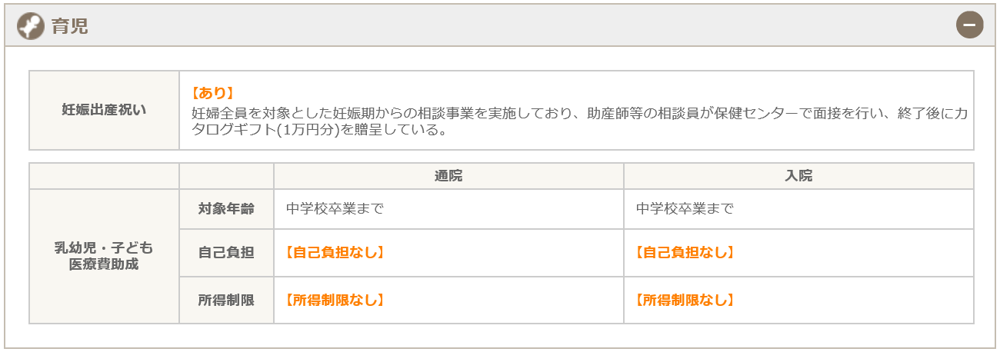 育児
妊娠出産祝い
【あり】
妊婦全員を対象とした妊娠期からの相談事業を実施しており、助産師等の相談員が保健センターで面接を行い、終了後にカ
タログギフト(1万円分)を贈呈している。
通院 入院
乳幼児・子ども
医療費助成
対象年齢 中学校卒業まで 中学校卒業まで
自己負担 【自己負担なし】 【自己負担なし】
所得制限 【所得制限なし】 【所得制限なし】